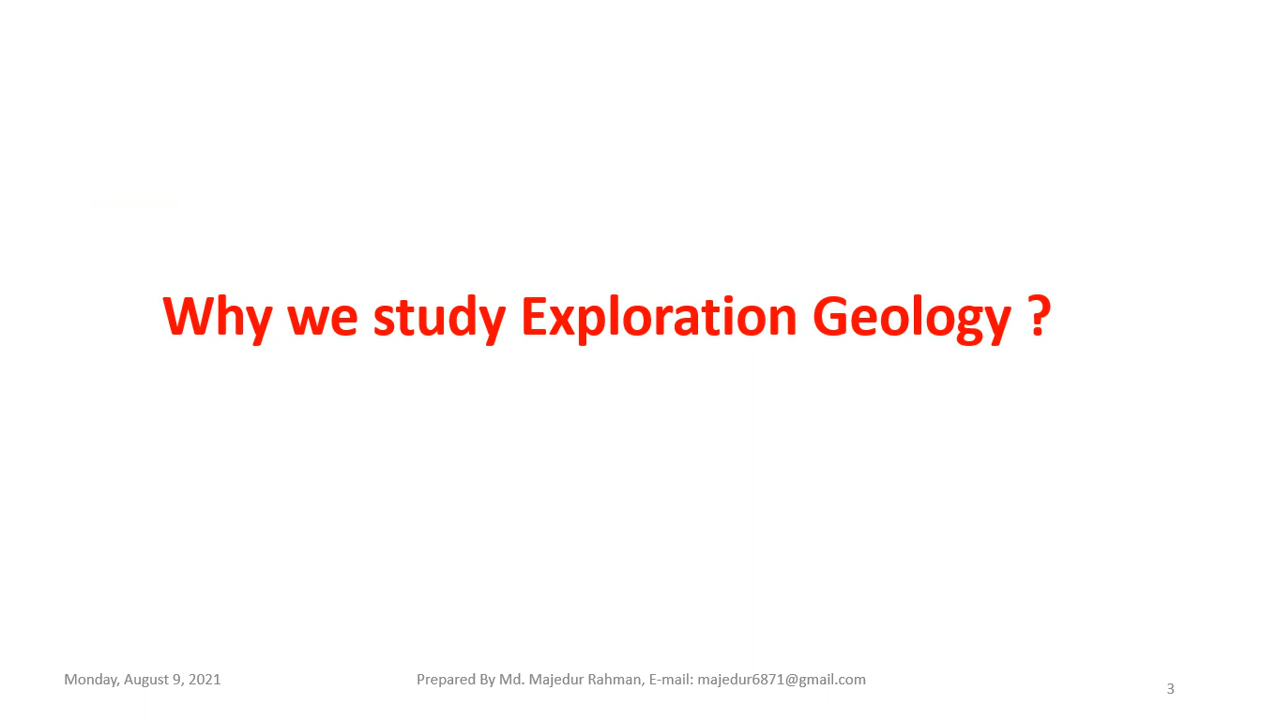 Why we study Exploration Geology ?
Monday, August 9, 2021
Prepared By Md. Majedur Rahman, E-mail: majedur6871@gmail.com
3